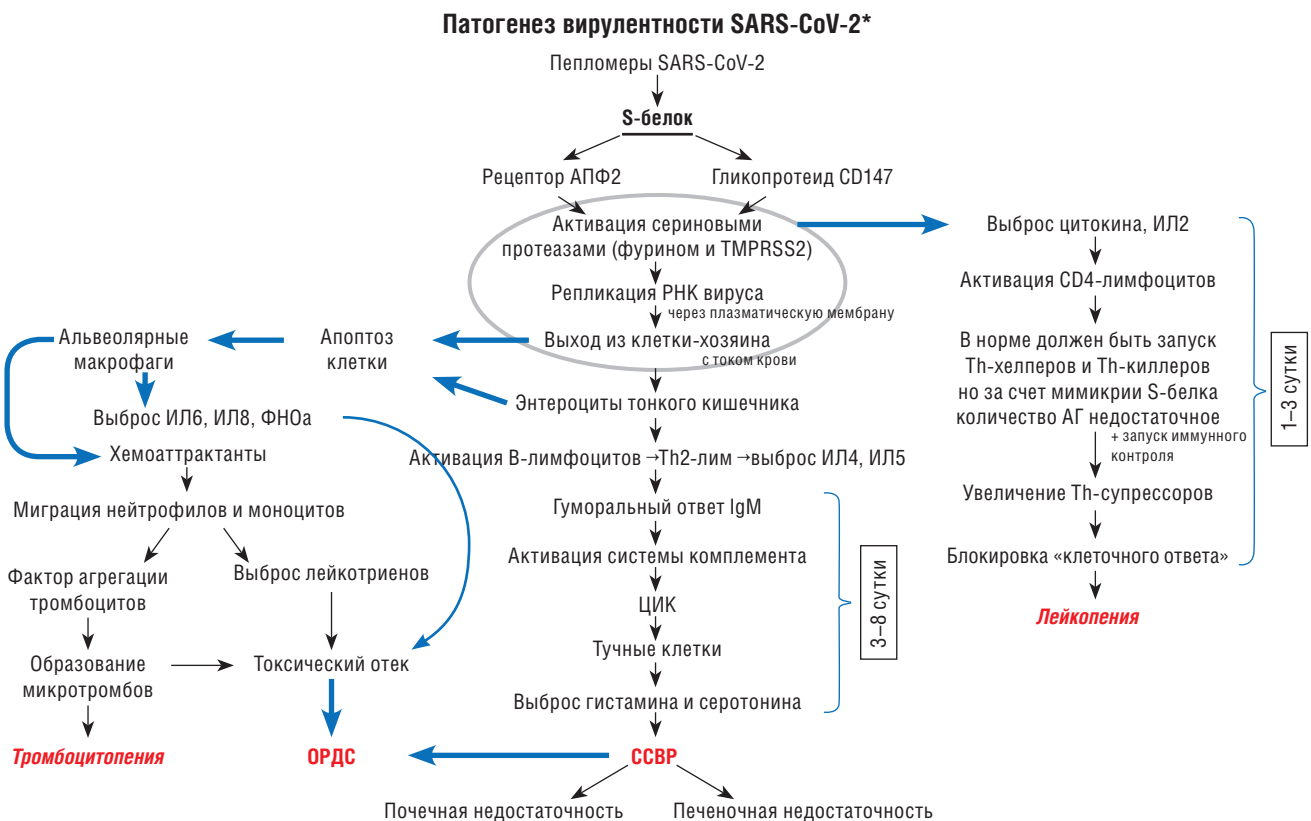 Патогенез вирулентности SARS-CoV-2*
Пепломеры SARS-CoV-2
S-белок
Рецептор АПФ2
Гликопротеид CD147
Активация сериновыми
протеазами (фурином и TMPRSS2)
Репликация РНК вируса
через плазматическую мембрану
Выход из клетки-хозяина
с током крови
Апоптоз
клетки
Альвеолярные
макрофаги
Выброс ИЛ6, ИЛ8, ФНОа
Хемоаттрактанты
Миграция нейтрофилов и моноцитов
Фактор агрегации
тромбоцитов
Выброс лейкотриенов
Образование
микротромбов
Токсический отек
Тромбоцитопения
ОРДС
Энтероциты тонкого кишечника
Активация В-лимфоцитов →Th2-лим →выброс ИЛ4, ИЛ5
Гуморальный ответ IgM
Активация системы комплемента
ЦИК
Тучные клетки
Выброс гистамина и серотонина
3–8 сутки
ССВР
Почечная недостаточность
Печеночная недостаточность
Выброс цитокина, ИЛ2
Активация CD4-лимфоцитов
В норме должен быть запуск
Th-хелперов и Th-киллеров
но за счет мимикрии S-белка
количество АГ недостаточное
+ запуск иммунного
контроля
Увеличение Th-супрессоров
Блокировка «клеточного ответа»
1–3 сутки
Лейкопения